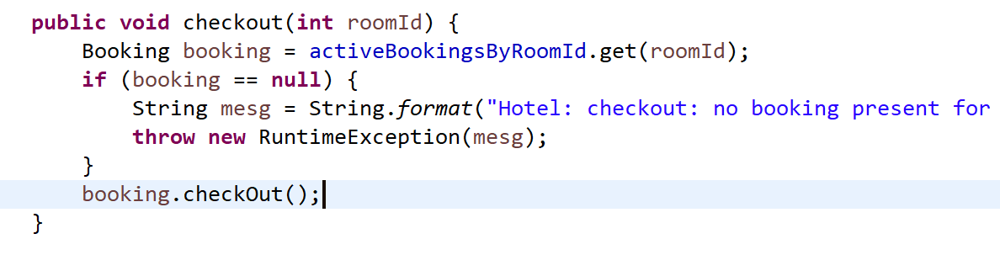 public void checkout(int roomId) {
Booking booking = activeBookingsByRoomId.get(roomId);
if (booking == null) {
String mesg = String.format("Hotel: checkout: no booking present for
throw new RuntimeException(mesg);
}
booking.checkOut();
}